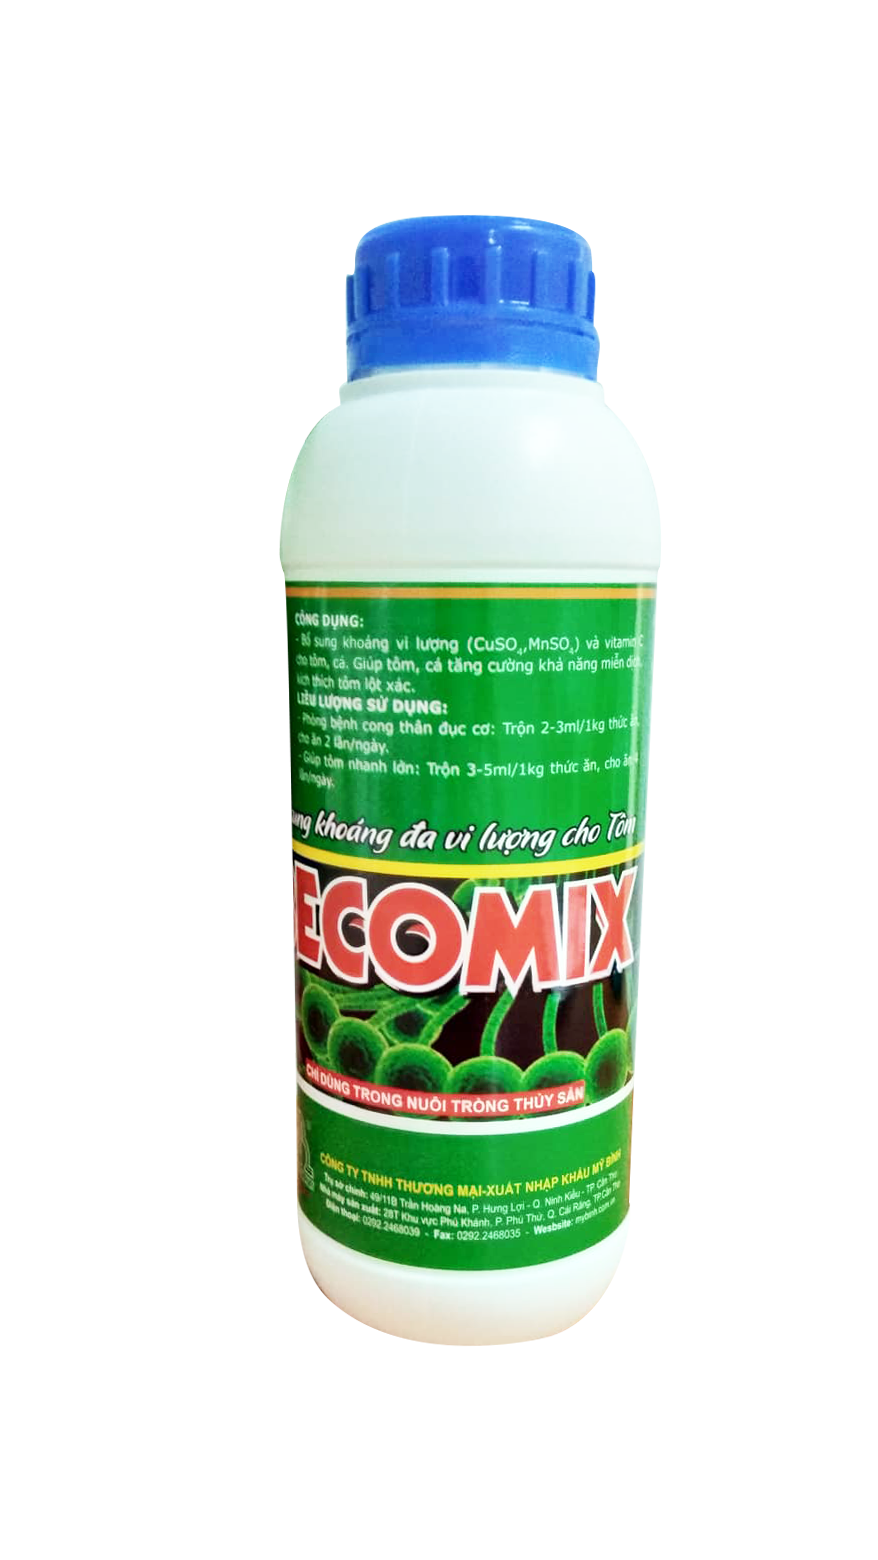 CÔNG DỤNG:
- Bổ sung khoáng vi lượng (CuSO4,MnSO4) và vitamin C
cho tôm, cá. Giúp tôm, cá tăng cường khả năng miễn dịch,
kích thích tôm lột xác.
LIỀU LƯỢNG SỬ DỤNG:
- Phòng bệnh cong thân đục cơ: Trộn 2-3ml/1kg thức ăn,
cho ăn 2 lần/ngày.
- Giúp tôm nhanh lớn: Trộn 3-5ml/1kg thức ăn, cho ăn 4
lần/ngày.
ung khoáng đa vi lượng cho Tôm
ECOMIX
CHỈ DÙNG TRONG NUÔI TRỒNG THỦY SẢN
CÔNG TY TNHH THƯƠNG MẠI-XUẤT NHẬP KHẨU MỸ BÌNH
Trụ sở chính: 49/11B Trần Hoàng Na, P. Hưng Lợi - Q. Ninh Kiều - TP. Cần Thơ
Nhà máy sản xuất: 28T Khu vực Phú Khánh, P. Phú Thứ, Q. Cái Răng, TP.Cần Thơ
Điện thoại: 0292.2468039 - Fax: 0292.2468035 - Wesbsite: mybinh.com.vn